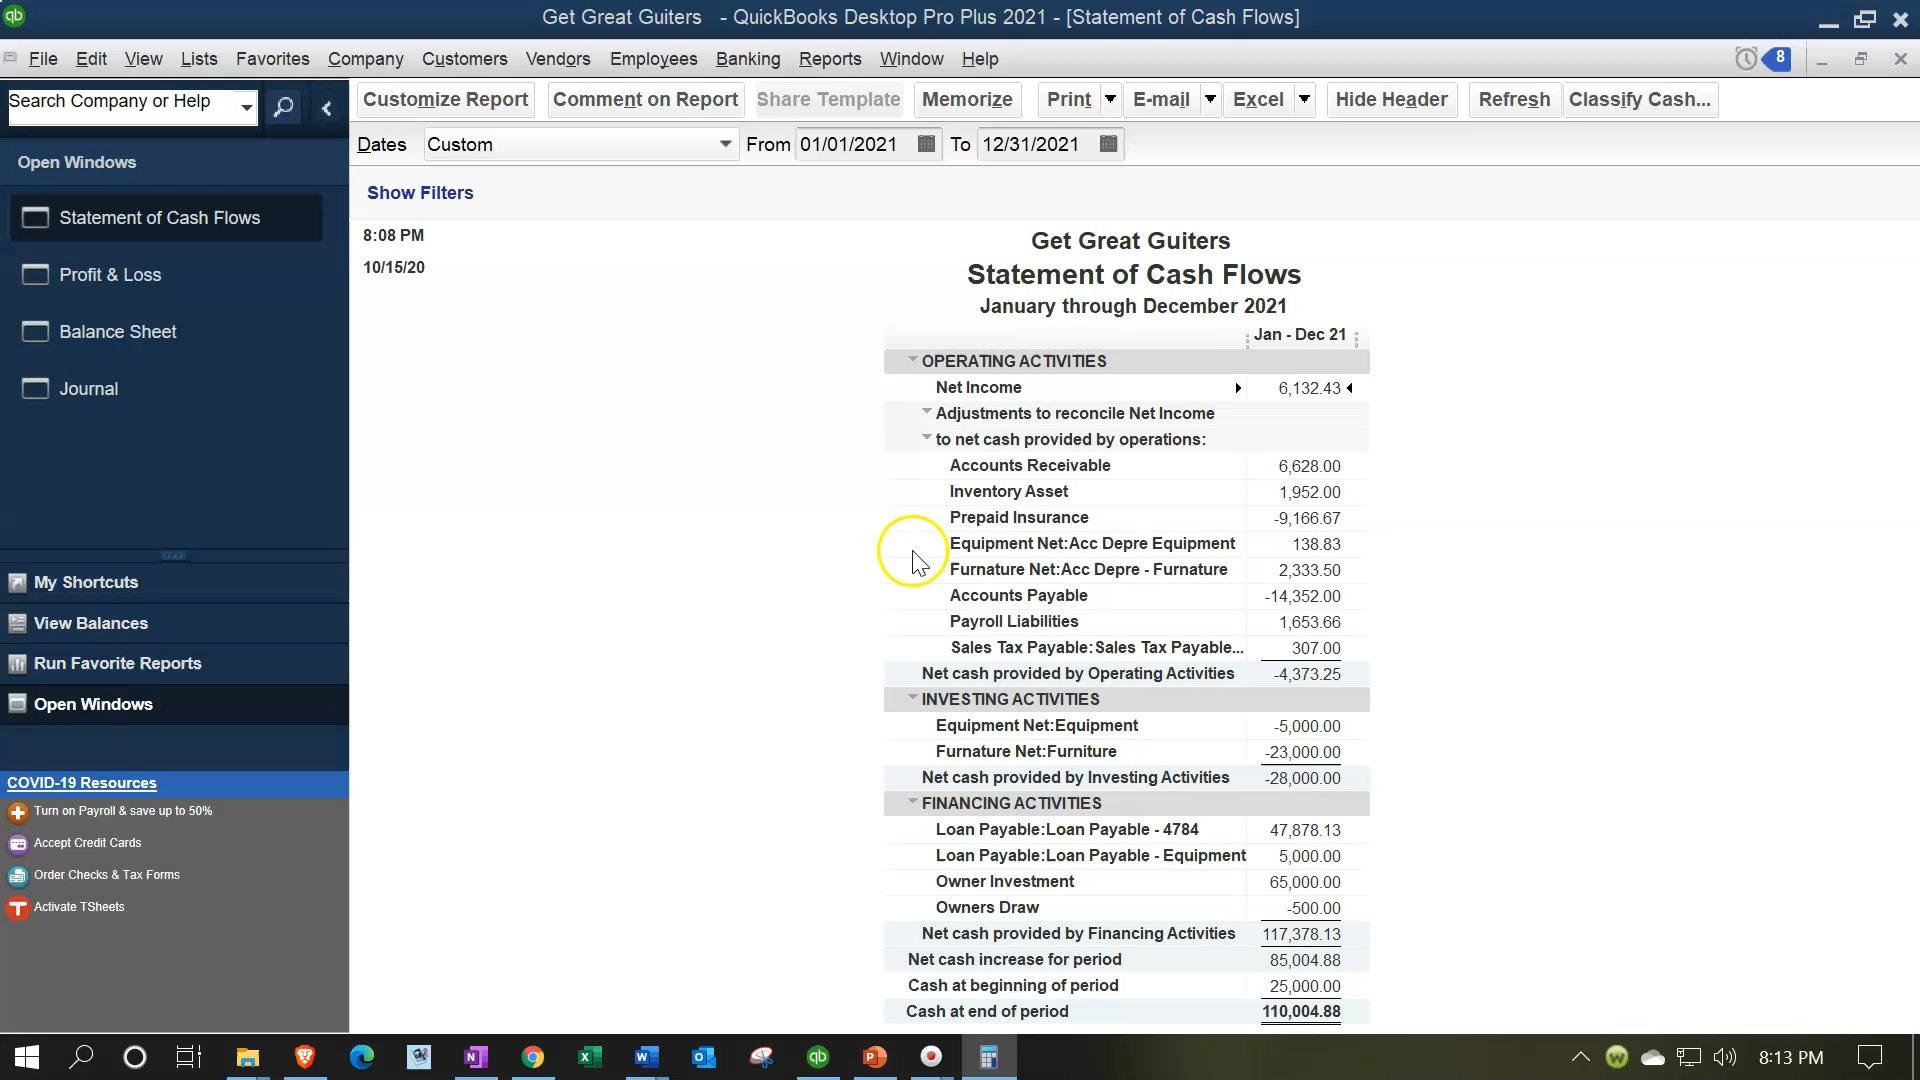 Get Great Guiters - QuickBooks Desktop Pro Plus 2021 - [Statement of Cash Flows]
File Edit View Lists Favorites Company Customers Vendors Employees Banking Reports Window Help 8
Search Company or Help
Customize Report Comment on Report Share Template Memorize Print E-mail Excel Hide Header Refresh Classify Cash...
Dates Custom From 01/01/2021 To 12/31/2021
Show Filters
Open Windows
Statement of Cash Flows
Profit & Loss
Balance Sheet
Journal
My Shortcuts
View Balances
Run Favorite Reports
Open Windows
COVID-19 Resources
Turn on Payroll & save up to 50%
Accept Credit Cards
Order Checks & Tax Forms
Activate TSheets
8:08 PM
10/15/20
Get Great Guiters
Statement of Cash Flows
January through December 2021
Jan - Dec 21
OPERATING ACTIVITIES
Net Income 6,132.43
Adjustments to reconcile Net Income
to net cash provided by operations:
Accounts Receivable 6,628.00
Inventory Asset 1,952.00
Prepaid Insurance -9,166.67
Equipment Net:Acc Depre Equipment 138.83
Furnature Net:Acc Depre - Furnature 2,333.50
Accounts Payable -14,352.00
Payroll Liabilities 1,653.66
Sales Tax Payable:Sales Tax Payable... 307.00
Net cash provided by Operating Activities -4,373.25
INVESTING ACTIVITIES
Equipment Net:Equipment -5,000.00
Furnature Net:Furniture -23,000.00
Net cash provided by Investing Activities -28,000.00
FINANCING ACTIVITIES
Loan Payable:Loan Payable - 4784 47,878.13
Loan Payable:Loan Payable - Equipment 5,000.00
Owner Investment 65,000.00
Owners Draw -500.00
Net cash provided by Financing Activities 117,378.13
Net cash increase for period 85,004.88
Cash at beginning of period 25,000.00
Cash at end of period 110,004.88
8:13 PM